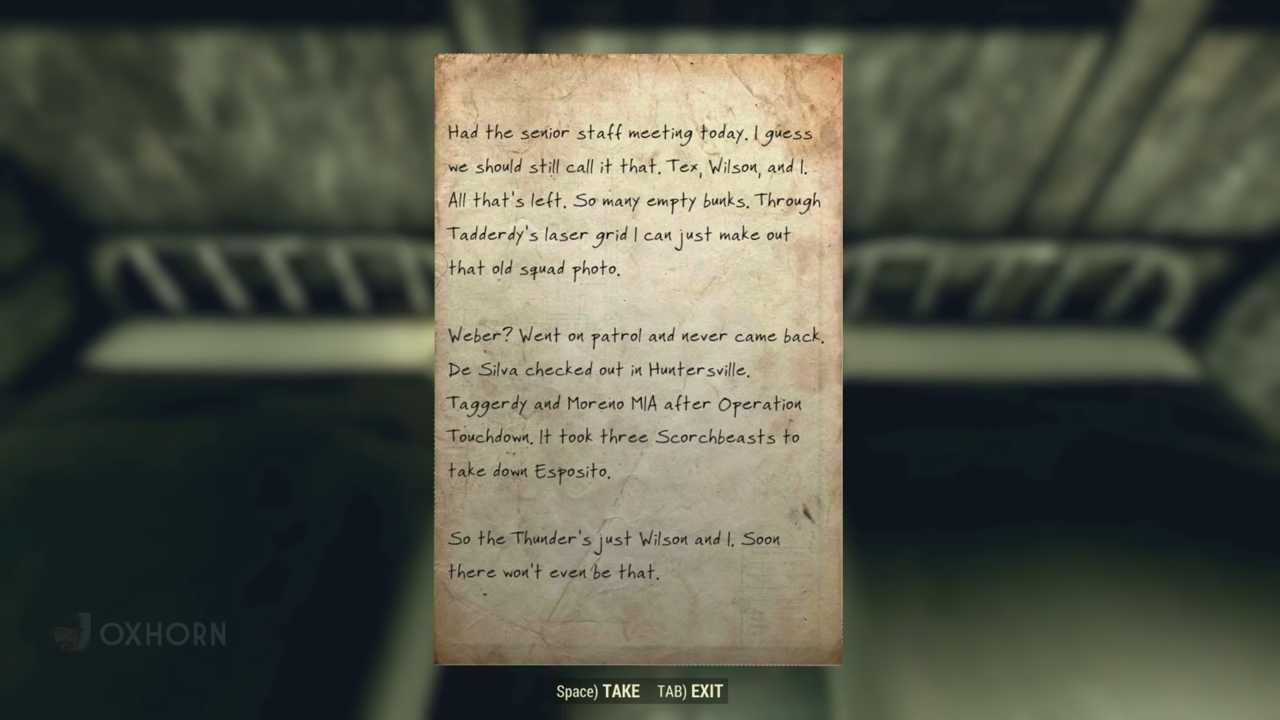 Had the senior staff meeting today. I guess
we should still call it that. Tex, Wilson, and I.
All that's left. So many empty bunks. Through
Tadderdy's laser grid I can just make out
that old squad photo.
Weber? Went on patrol and never came back.
De Silva checked out in Huntersville.
Taggerdy and Moreno MIA after Operation
Touchdown. It took three Scorchbeasts to
take down Esposito.
So the Thunder's just Wilson and I. Soon
there won't even be that.
OXHORN
Space) TAKE TAB) EXIT